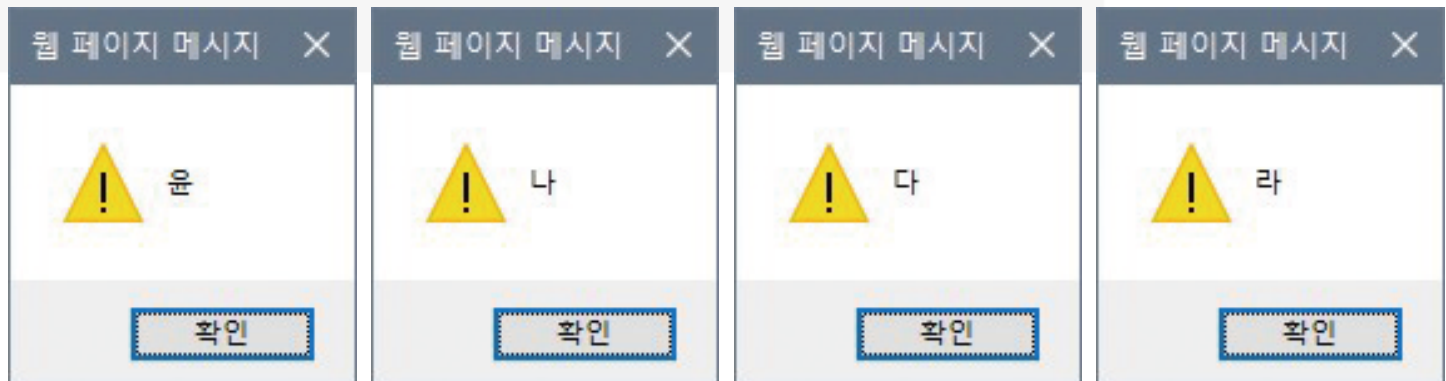 웹 페이지 메시지
윤
확인
웹 페이지 메시지
나
확인
웹 페이지 메시지
다
확인
웹 페이지 메시지
라
확인